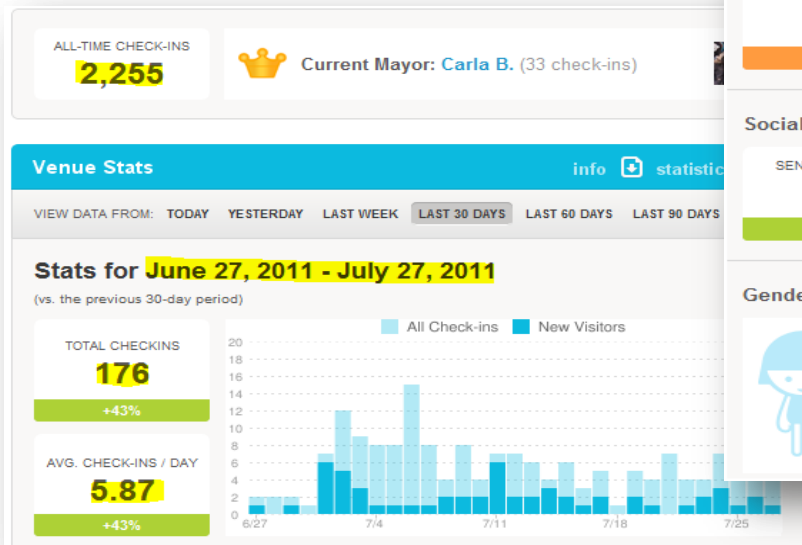 ALL-TIME CHECK-INS
2,255
Current Mayor: Carla B. (33 check-ins)
Venue Stats
info statistic
VIEW DATA FROM: TODAY YESTERDAY LAST WEEK LAST 30 DAYS LAST 60 DAYS LAST 90 DAYS
Stats for June 27, 2011 - July 27, 2011
(vs. the previous 30-day period)
TOTAL CHECKINS
176
+43%
AVG. CHECK-INS / DAY
5.87
+43%
All Check-ins New Visitors
20
18
16
14
12
10
8
6
4
2
0
6/27 7/4 7/11 7/18 7/25
Social
SEN
Gende